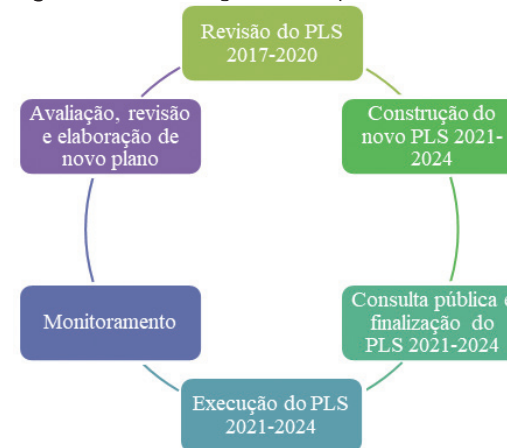 Revisão do PLS
2017-2020
Construção do
novo PLS 2021-
2024
Consulta pública
finalização do
PLS 2021-2024
Execução do PLS
2021-2024
Monitoramento
Avaliação, revisão
e elaboração de
novo plano